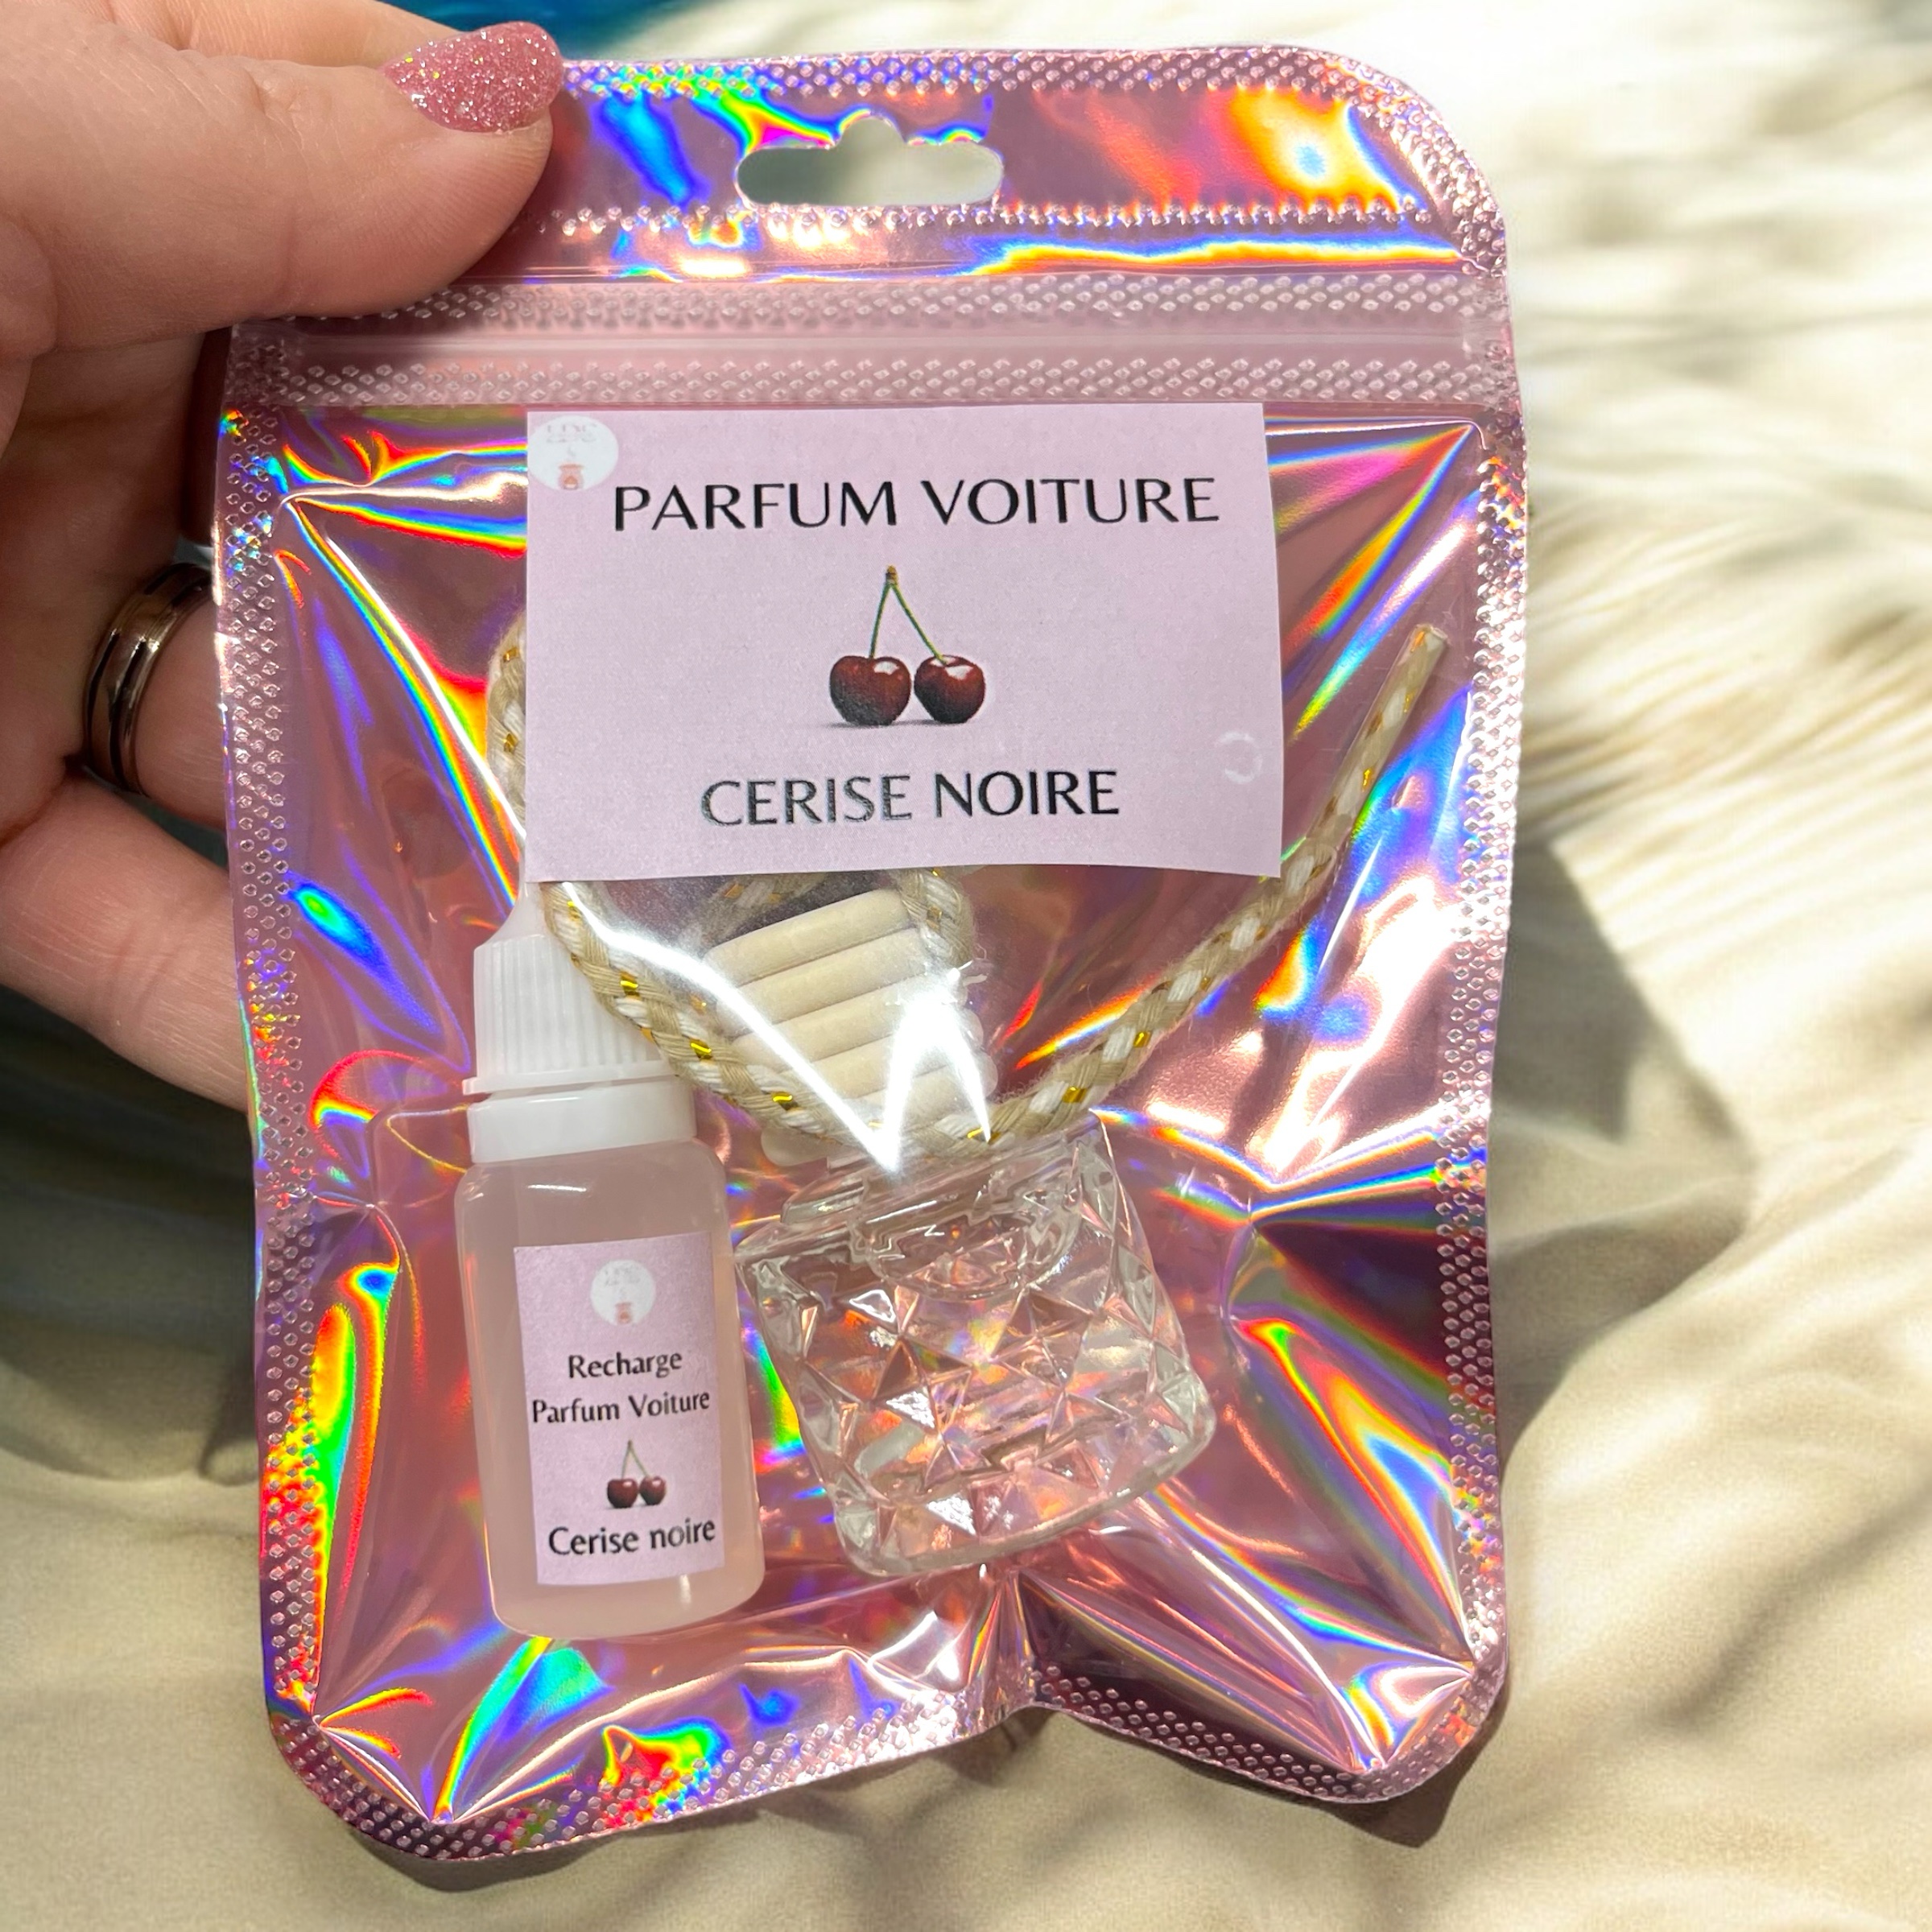 PARFUM VOITURE
CERISE NOIRE
Recharge
Parfum Voiture
Cerise noire